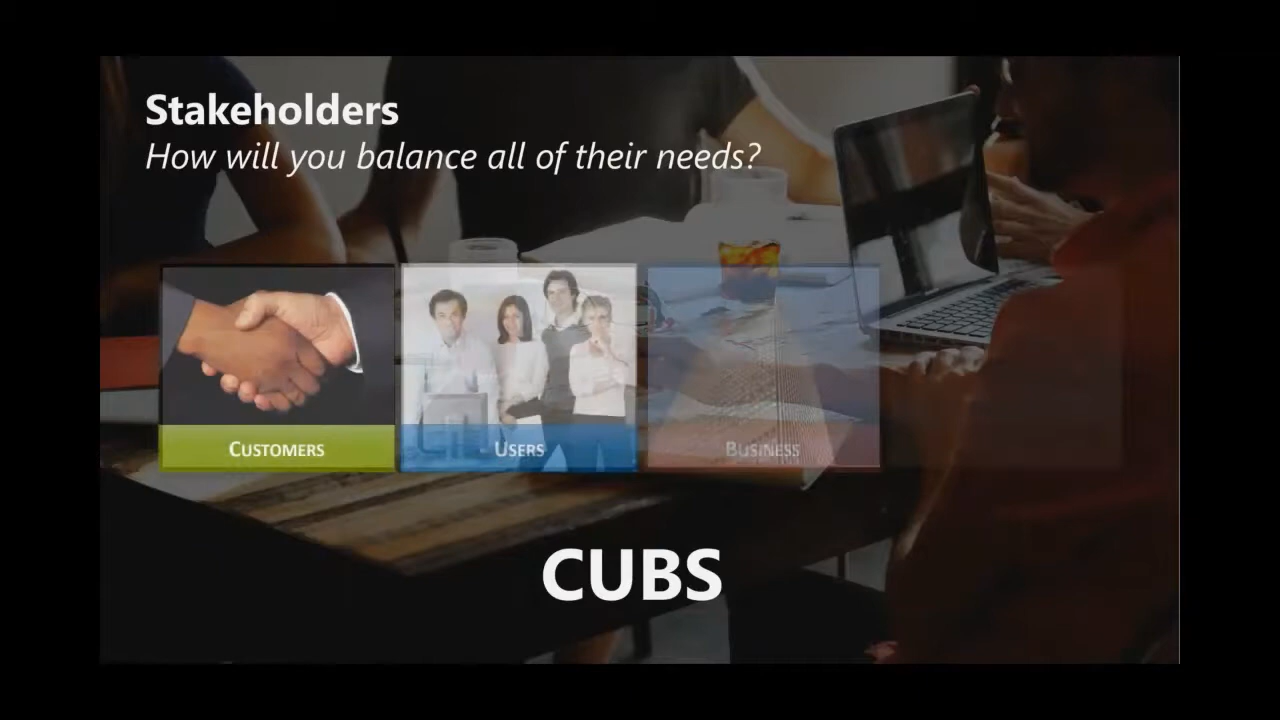 Stakeholders
How will you balance all of their needs?
Customers
Users
Business
CUBS